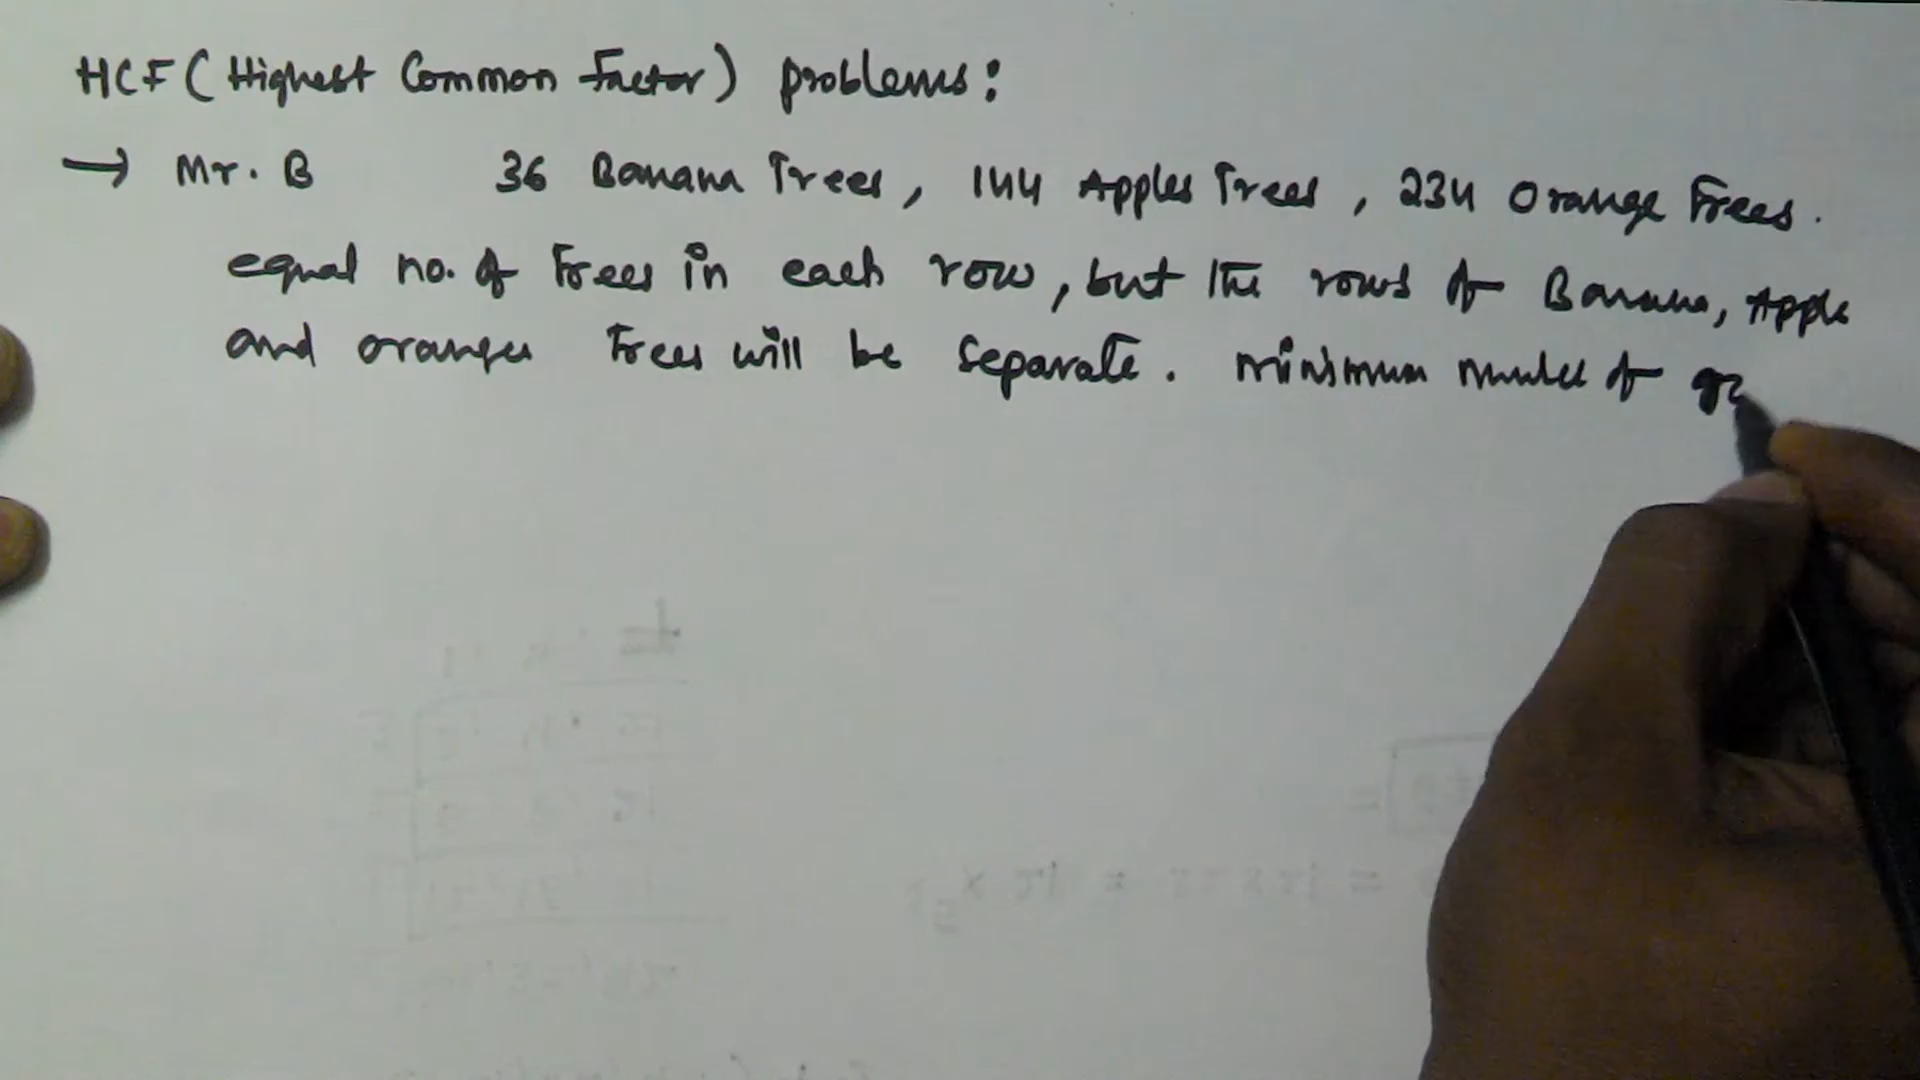 HCF (Highest Common Factor) problems:
→ Mr. B 36 Banana Trees, 144 Apples Trees, 234 Orange Trees.
equal no. of Trees in each row, but the rows of Banana, Apple
and oranges Trees will be separate. minimum number of